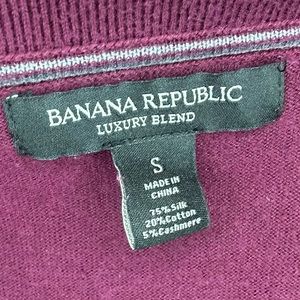 BANANA REPUBLIC
LUXURY BLEND
S
MADE IN
CHINA
75% Silk
20% Cotton
5% Cashmere